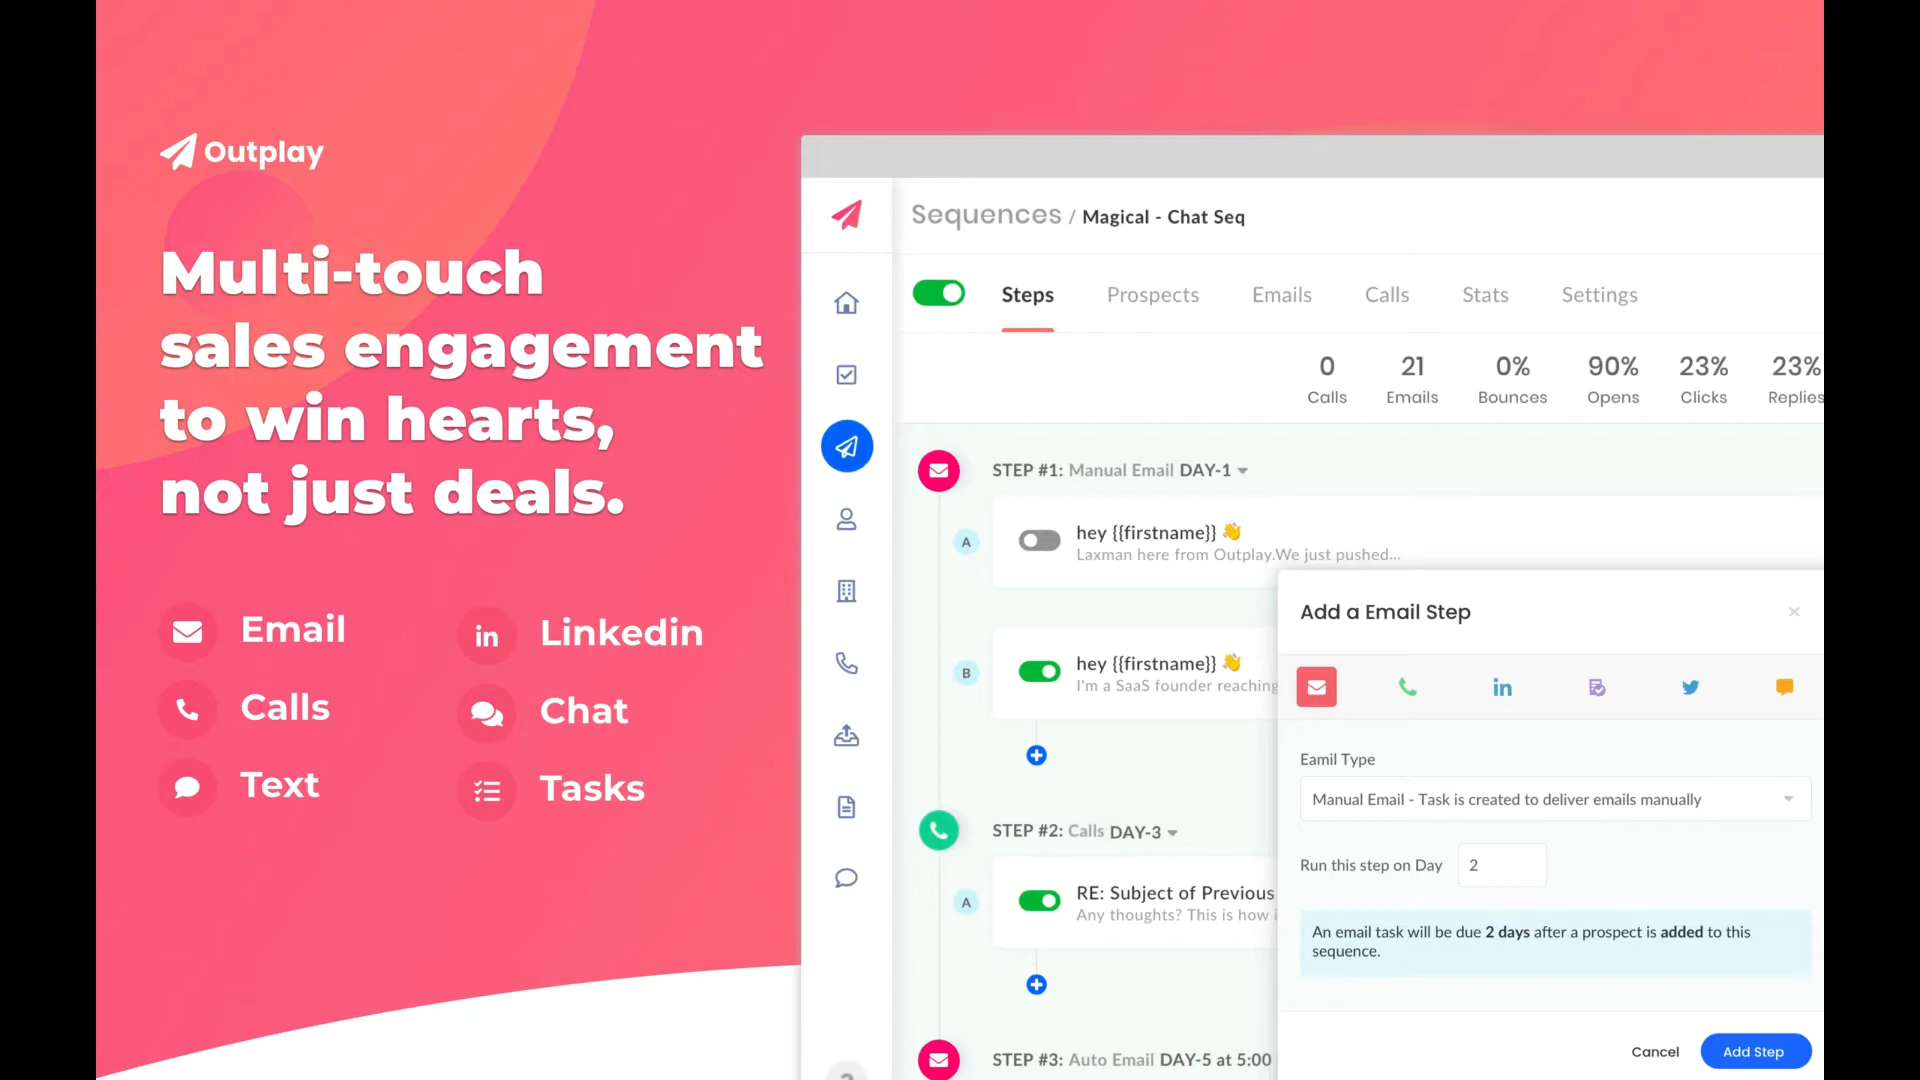 Outplay
Multi-touch
sales engagement
to win hearts,
not just deals.
Email
Linkedin
Calls
Chat
Text
Tasks
Sequences / Magical - Chat Seq
Steps Prospects Emails Calls Stats Settings
0 21 0% 90% 23% 23%
Calls Emails Bounces Opens Clicks Replies
STEP #1: Manual Email DAY-1
A
hey {{firstname}} 👋
Laxman here from Outplay.We just pushed...
B
hey {{firstname}} 👋
I'm a SaaS founder reaching
STEP #2: Calls DAY-3
A
RE: Subject of Previous
Any thoughts? This is how i
STEP #3: Auto Email DAY-5 at 5:00
Add a Email Step
Eamil Type
Manual Email - Task is created to deliver emails manually
Run this step on Day 2
An email task will be due 2 days after a prospect is added to this
sequence.
Cancel Add Step